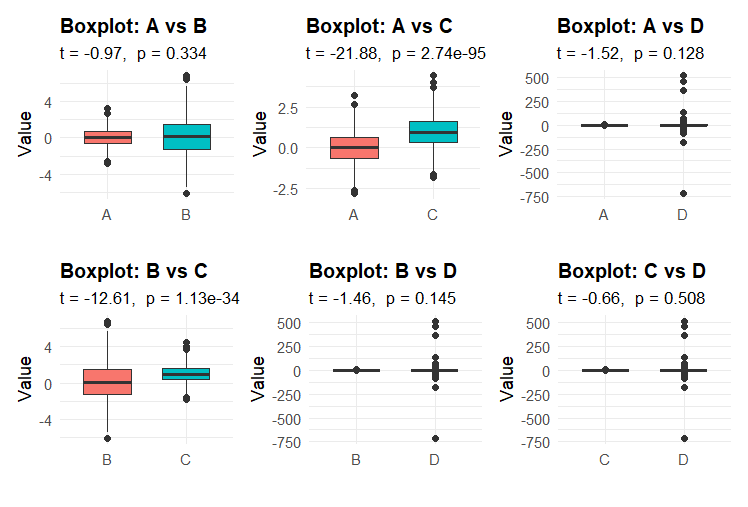 Boxplot: A vs B
t = -0.97,  p = 0.334
Value
4
0
-4
A
B
Boxplot: A vs C
t = -21.88,  p = 2.74e-95
Value
2.5
0.0
-2.5
A
C
Boxplot: A vs D
t = -1.52,  p = 0.128
Value
500
250
0
-250
-500
-750
A
D
Boxplot: B vs C
t = -12.61,  p = 1.13e-34
Value
4
0
-4
B
C
Boxplot: B vs D
t = -1.46,  p = 0.145
Value
500
250
0
-250
-500
-750
B
D
Boxplot: C vs D
t = -0.66,  p = 0.508
Value
500
250
0
-250
-500
-750
C
D